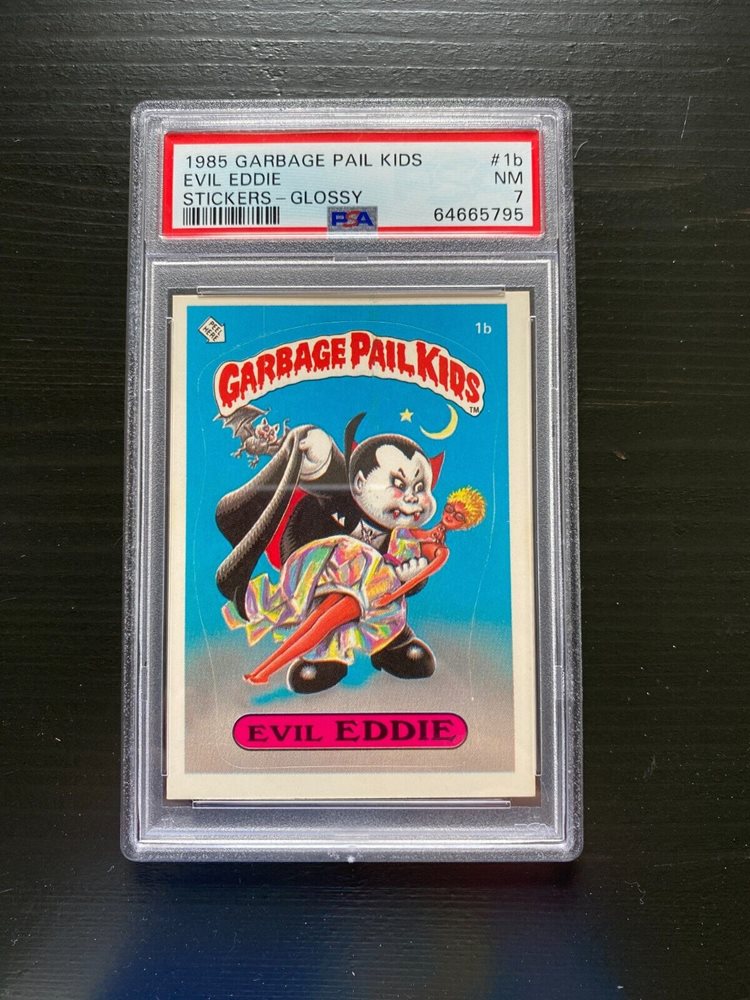 1985 GARBAGE PAIL KIDS #1b
EVIL EDDIE NM
STICKERS – GLOSSY 7
PSA 64665795
PEEL HERE
1b
GARBAGE PAIL KIDS
TM
EVIL EDDIE